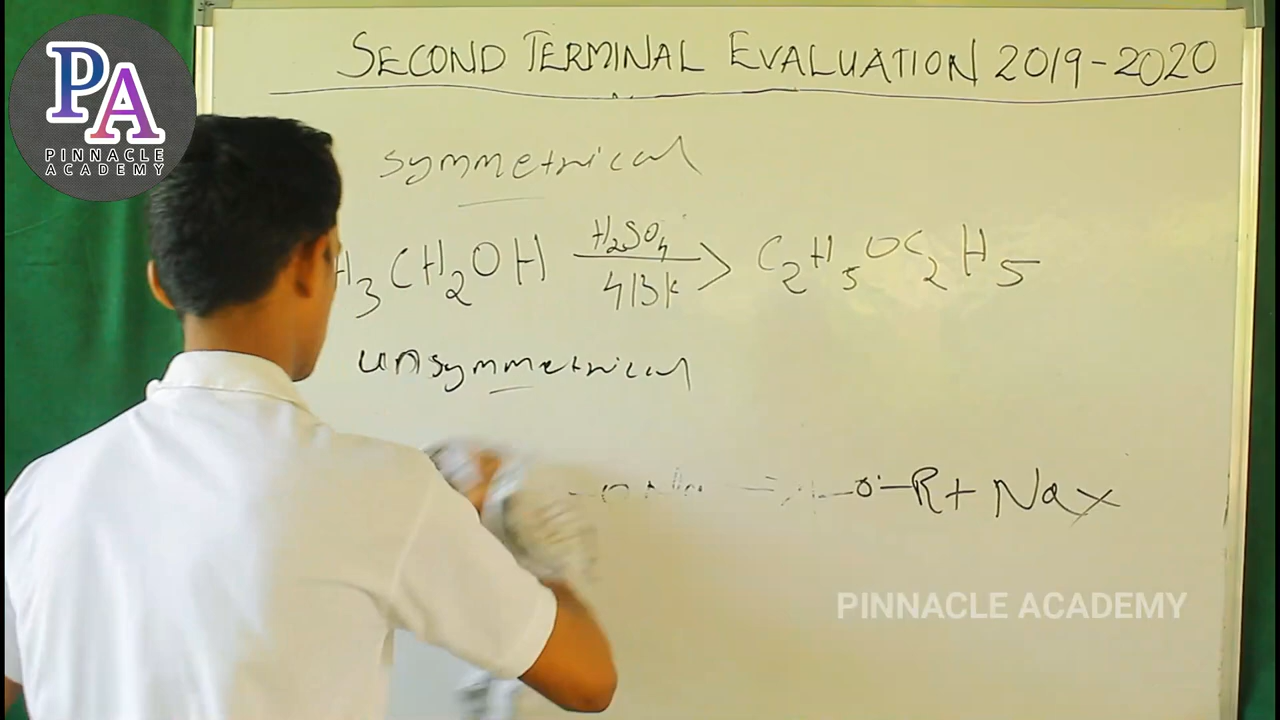 PA
PINNACLE
ACADEMY
SECOND TERMINAL EVALUATION 2019-2020
symmetrical
H3CH2OH H2SO4 413K > C2H5OC2H5
unsymmetrical
O-R + NaX
PINNACLE ACADEMY